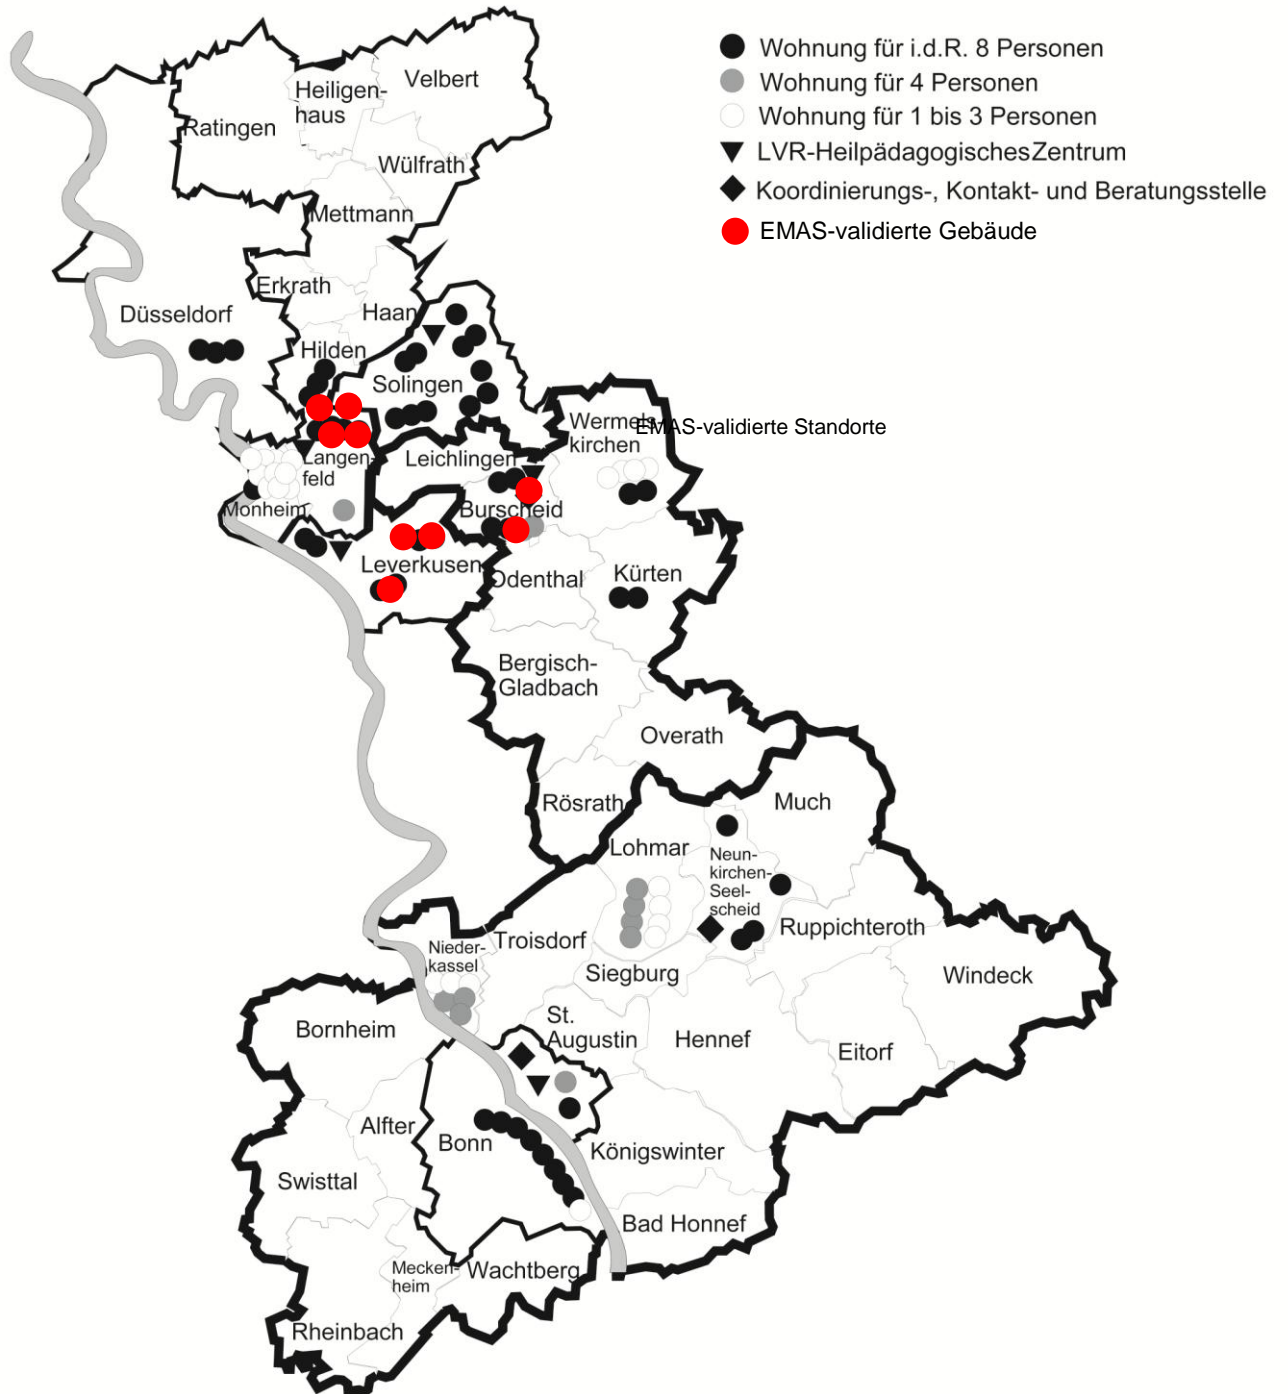 Wohnung für i.d.R. 8 Personen
Wohnung für 4 Personen
Wohnung für 1 bis 3 Personen
LVR-HeilpädagogischesZentrum
Koordinierungs-, Kontakt- und Beratungsstelle
EMAS-validierte Gebäude
Velbert
Heiligen-
haus
Ratingen
Wülfrath
Mettmann
Erkrath
Haan
Düsseldorf
Hilden
Solingen
Wermels-
kirchen
EMAS-validierte Standorte
Leichlingen
Langen-
feld
Monheim
Burscheid
Leverkusen
Odenthal
Kürten
Bergisch-
Gladbach
Overath
Rösrath
Much
Lohmar
Neun-
kirchen-
Seel-
scheid
Ruppichteroth
Troisdorf
Nieder-
kassel
Siegburg
Windeck
St.
Augustin
Hennef
Eitorf
Bornheim
Alfter
Bonn
Königswinter
Swisttal
Bad Honnef
Mecken-
heim
Wachtberg
Rheinbach